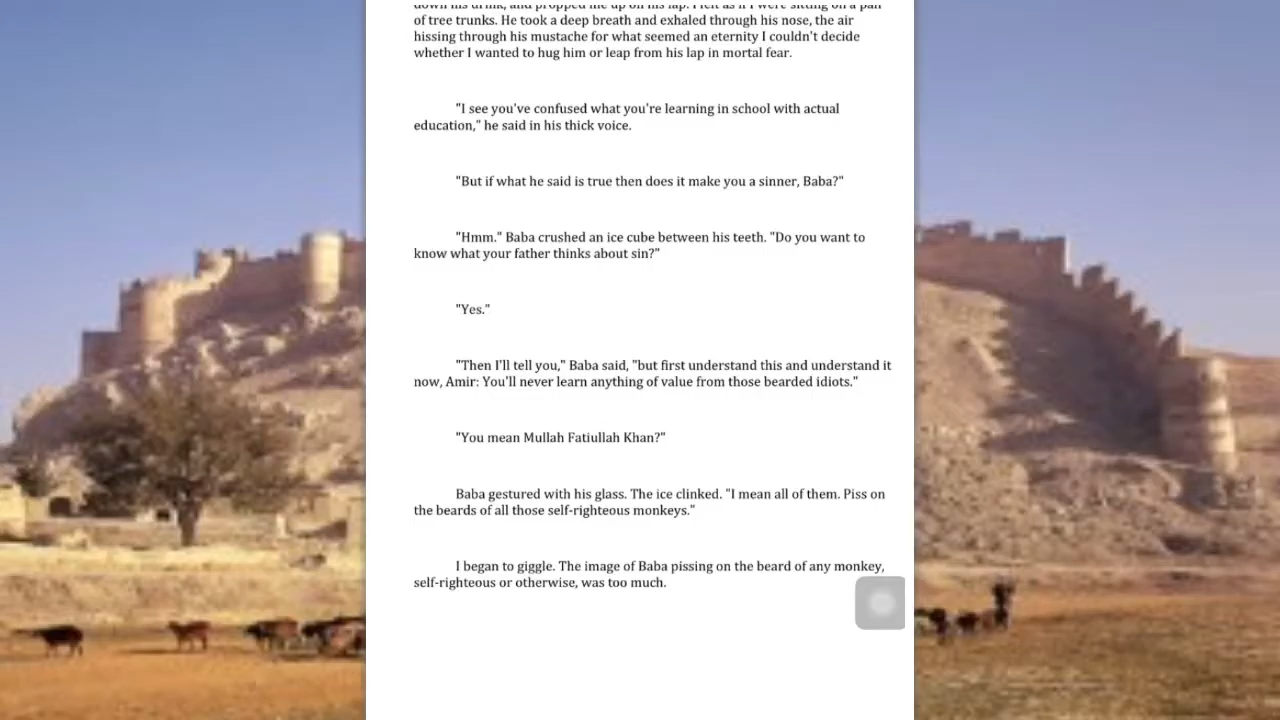 down his drink, and propped me up on his lap. I felt as if I were sitting on a pair
of tree trunks. He took a deep breath and exhaled through his nose, the air
hissing through his mustache for what seemed an eternity I couldn't decide
whether I wanted to hug him or leap from his lap in mortal fear.
"I see you've confused what you're learning in school with actual
education," he said in his thick voice.
"But if what he said is true then does it make you a sinner, Baba?"
"Hmm." Baba crushed an ice cube between his teeth. "Do you want to
know what your father thinks about sin?"
"Yes."
"Then I'll tell you," Baba said, "but first understand this and understand it
now, Amir: You'll never learn anything of value from those bearded idiots."
"You mean Mullah Fatiullah Khan?"
Baba gestured with his glass. The ice clinked. "I mean all of them. Piss on
the beards of all those self-righteous monkeys."
I began to giggle. The image of Baba pissing on the beard of any monkey,
self-righteous or otherwise, was too much.